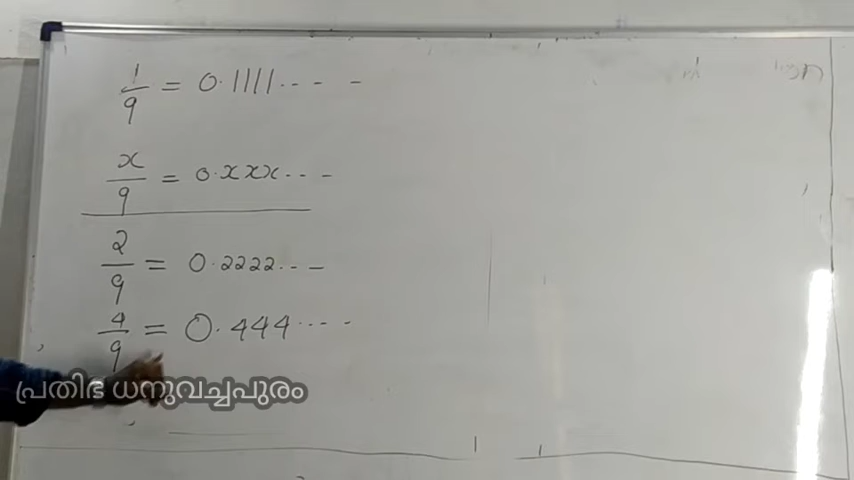 1/9 = 0.1111... - -
x/9 = 0.xxx... -
2/9 = 0.2222... -
4/9 = 0.444.... -
പ്രതിഭ ധനുവച്ചപുരം